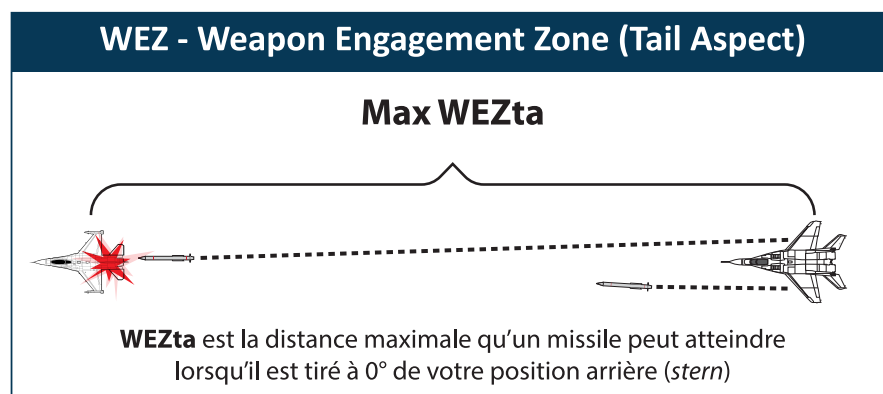 WEZ - Weapon Engagement Zone (Tail Aspect)
Max WEZta
WEZta est la distance maximale qu’un missile peut atteindre
lorsqu’il est tiré à 0° de votre position arrière (stern)